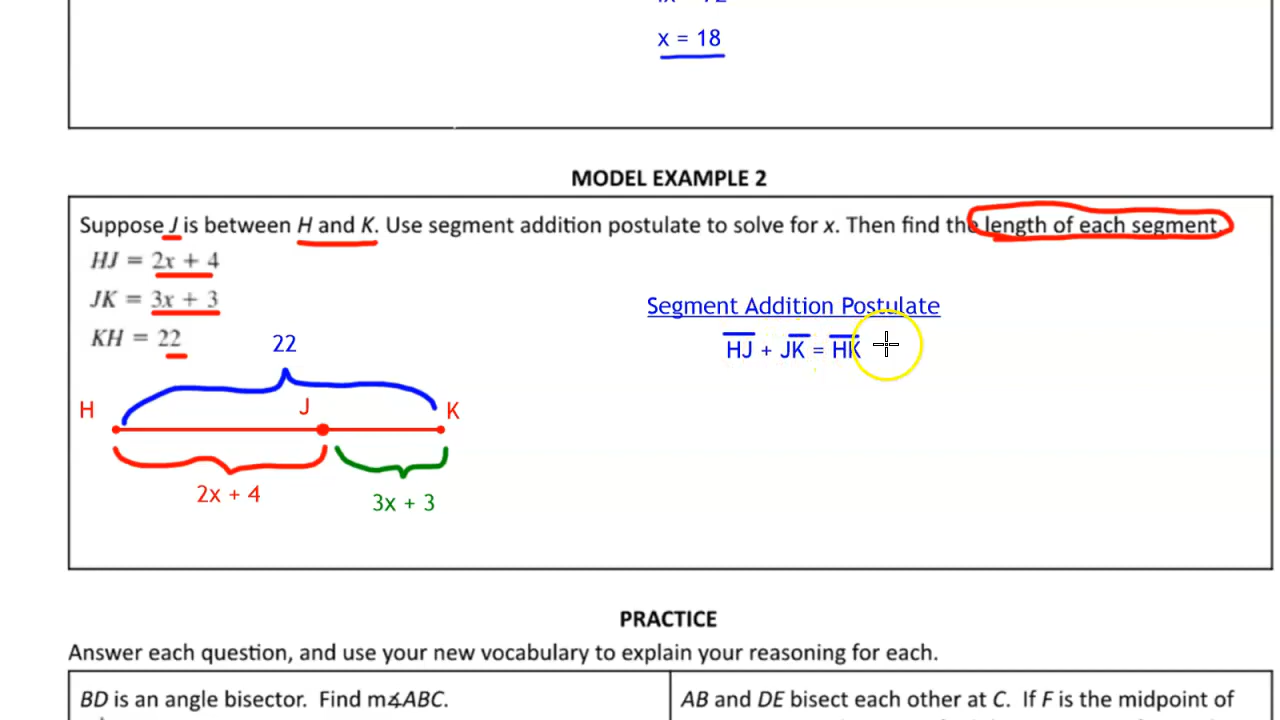 x = 18
MODEL EXAMPLE 2
Suppose J is between H and K. Use segment addition postulate to solve for x. Then find the length of each segment.
HJ = 2x + 4
JK = 3x + 3
KH = 22
Segment Addition Postulate
HJ + JK = HK
22
H
J
K
2x + 4
3x + 3
PRACTICE
Answer each question, and use your new vocabulary to explain your reasoning for each.
BD is an angle bisector. Find m∡ABC.
AB and DE bisect each other at C. If F is the midpoint of